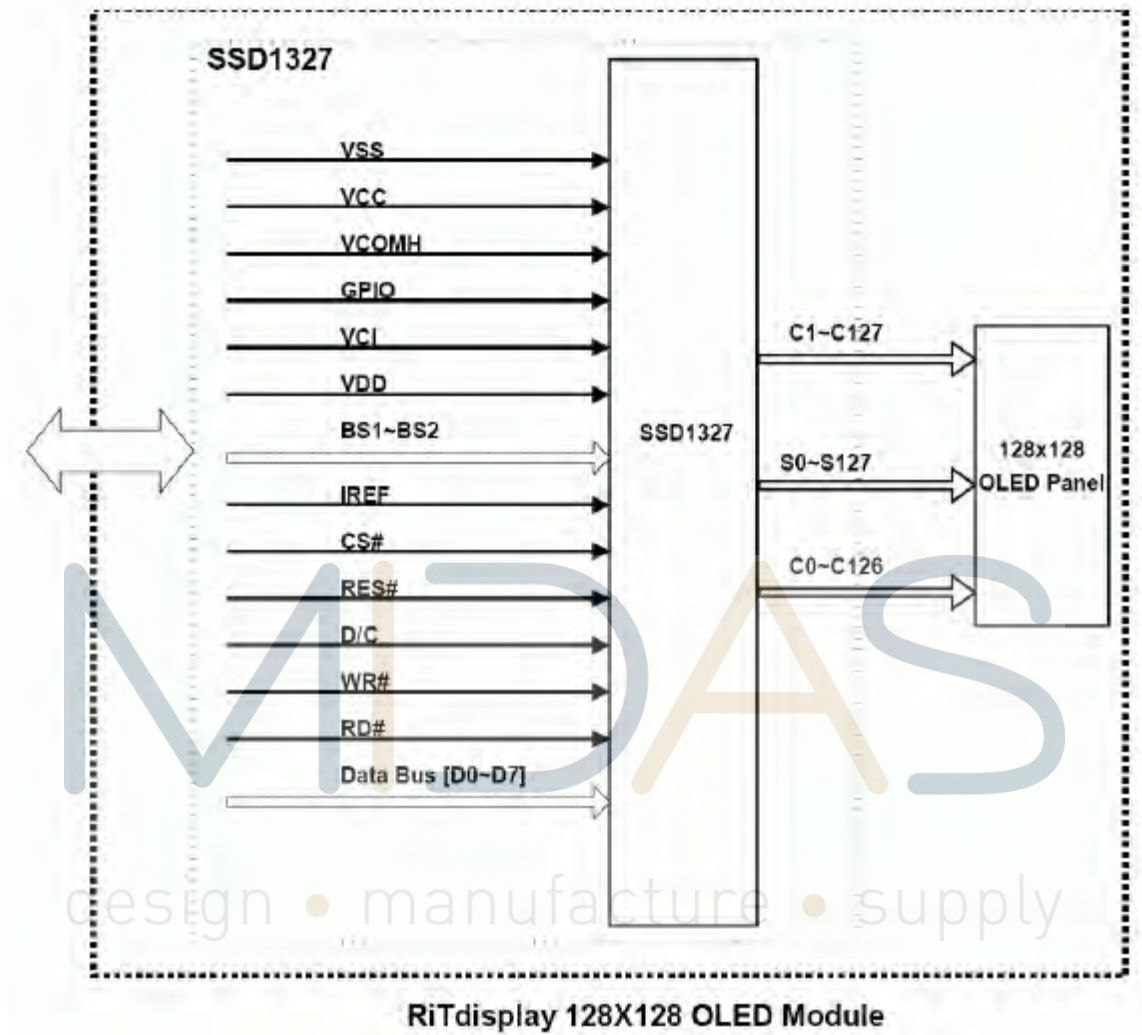 SSD1327
VSS
VCC
VCOMH
GPIO
VCI
VDD
BS1~BS2
IREF
CS#
RES#
D/C
WR#
RD#
Data Bus [D0~D7]
SSD1327
C1~C127
S0~S127
C0~C126
128x128
OLED Panel
MIDAS
design • manufacture • supply
RiTdisplay 128X128 OLED Module